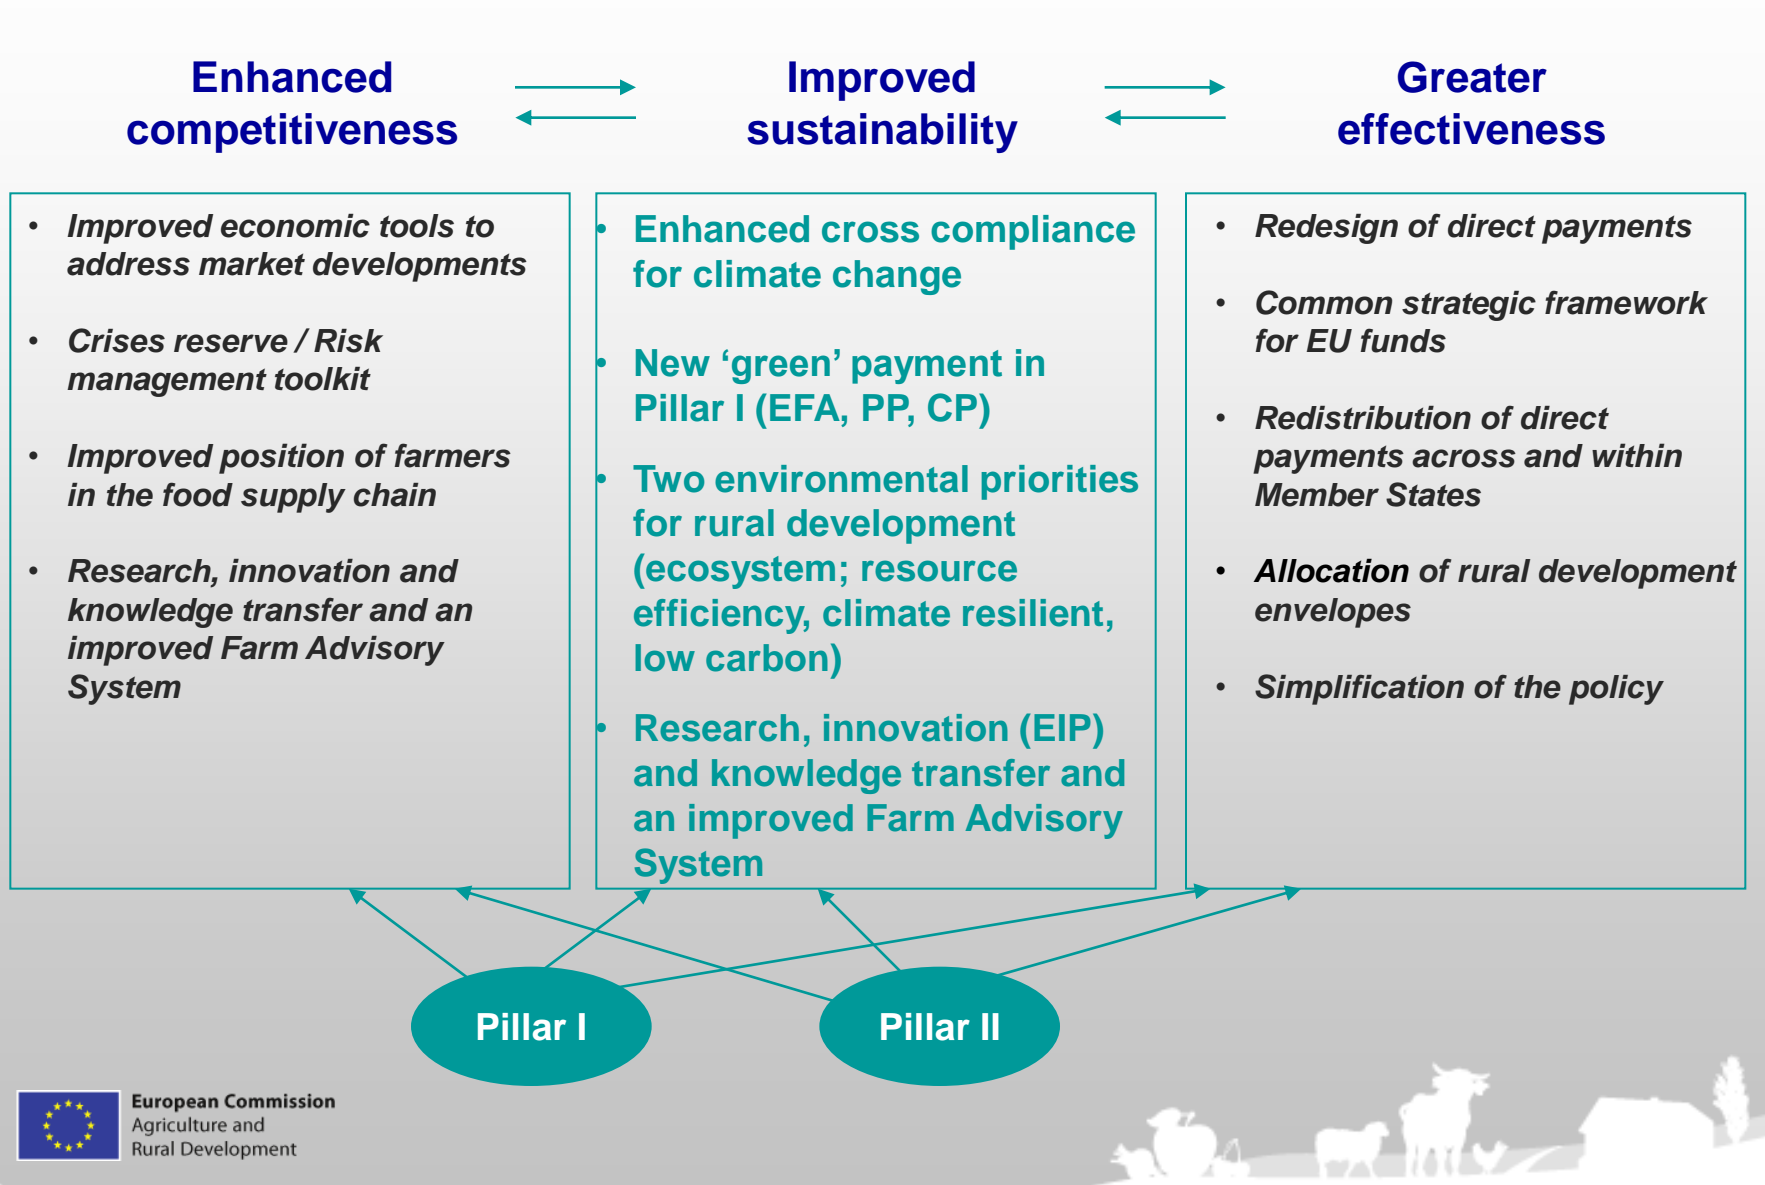 Enhanced
competitiveness
Improved
sustainability
Greater
effectiveness
• Improved economic tools to
address market developments
• Crises reserve / Risk
management toolkit
• Improved position of farmers
in the food supply chain
• Research, innovation and
knowledge transfer and an
improved Farm Advisory
System
• Enhanced cross compliance
for climate change
• New ‘green’ payment in
Pillar I (EFA, PP, CP)
• Two environmental priorities
for rural development
(ecosystem; resource
efficiency, climate resilient,
low carbon)
• Research, innovation (EIP)
and knowledge transfer and
an improved Farm Advisory
System
• Redesign of direct payments
• Common strategic framework
for EU funds
• Redistribution of direct
payments across and within
Member States
• Allocation of rural development
envelopes
• Simplification of the policy
Pillar I
Pillar II
European Commission
Agriculture and
Rural Development